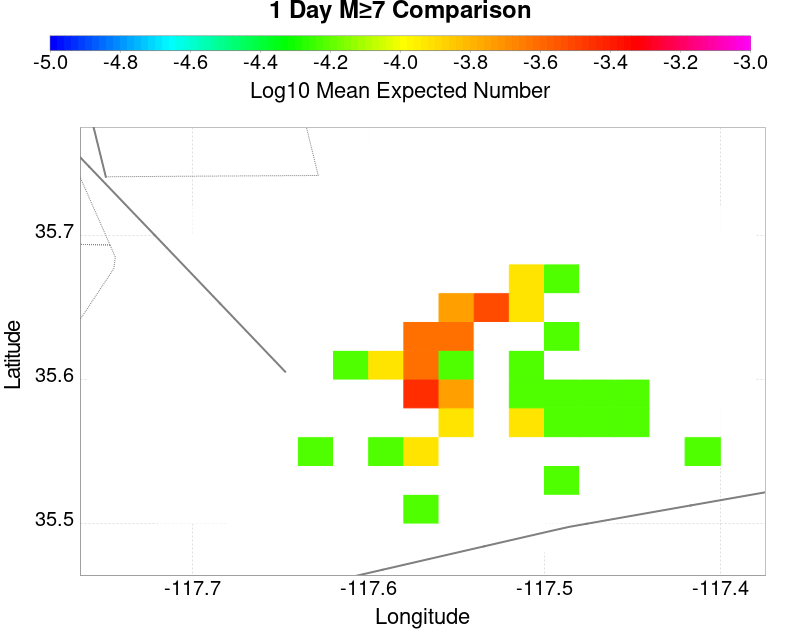 1 Day M≥7 Comparison
-5.0 -4.8 -4.6 -4.4 -4.2 -4.0 -3.8 -3.6 -3.4 -3.2 -3.0
Log10 Mean Expected Number
35.7
35.6
35.5
Latitude
-117.7 -117.6 -117.5 -117.4
Longitude